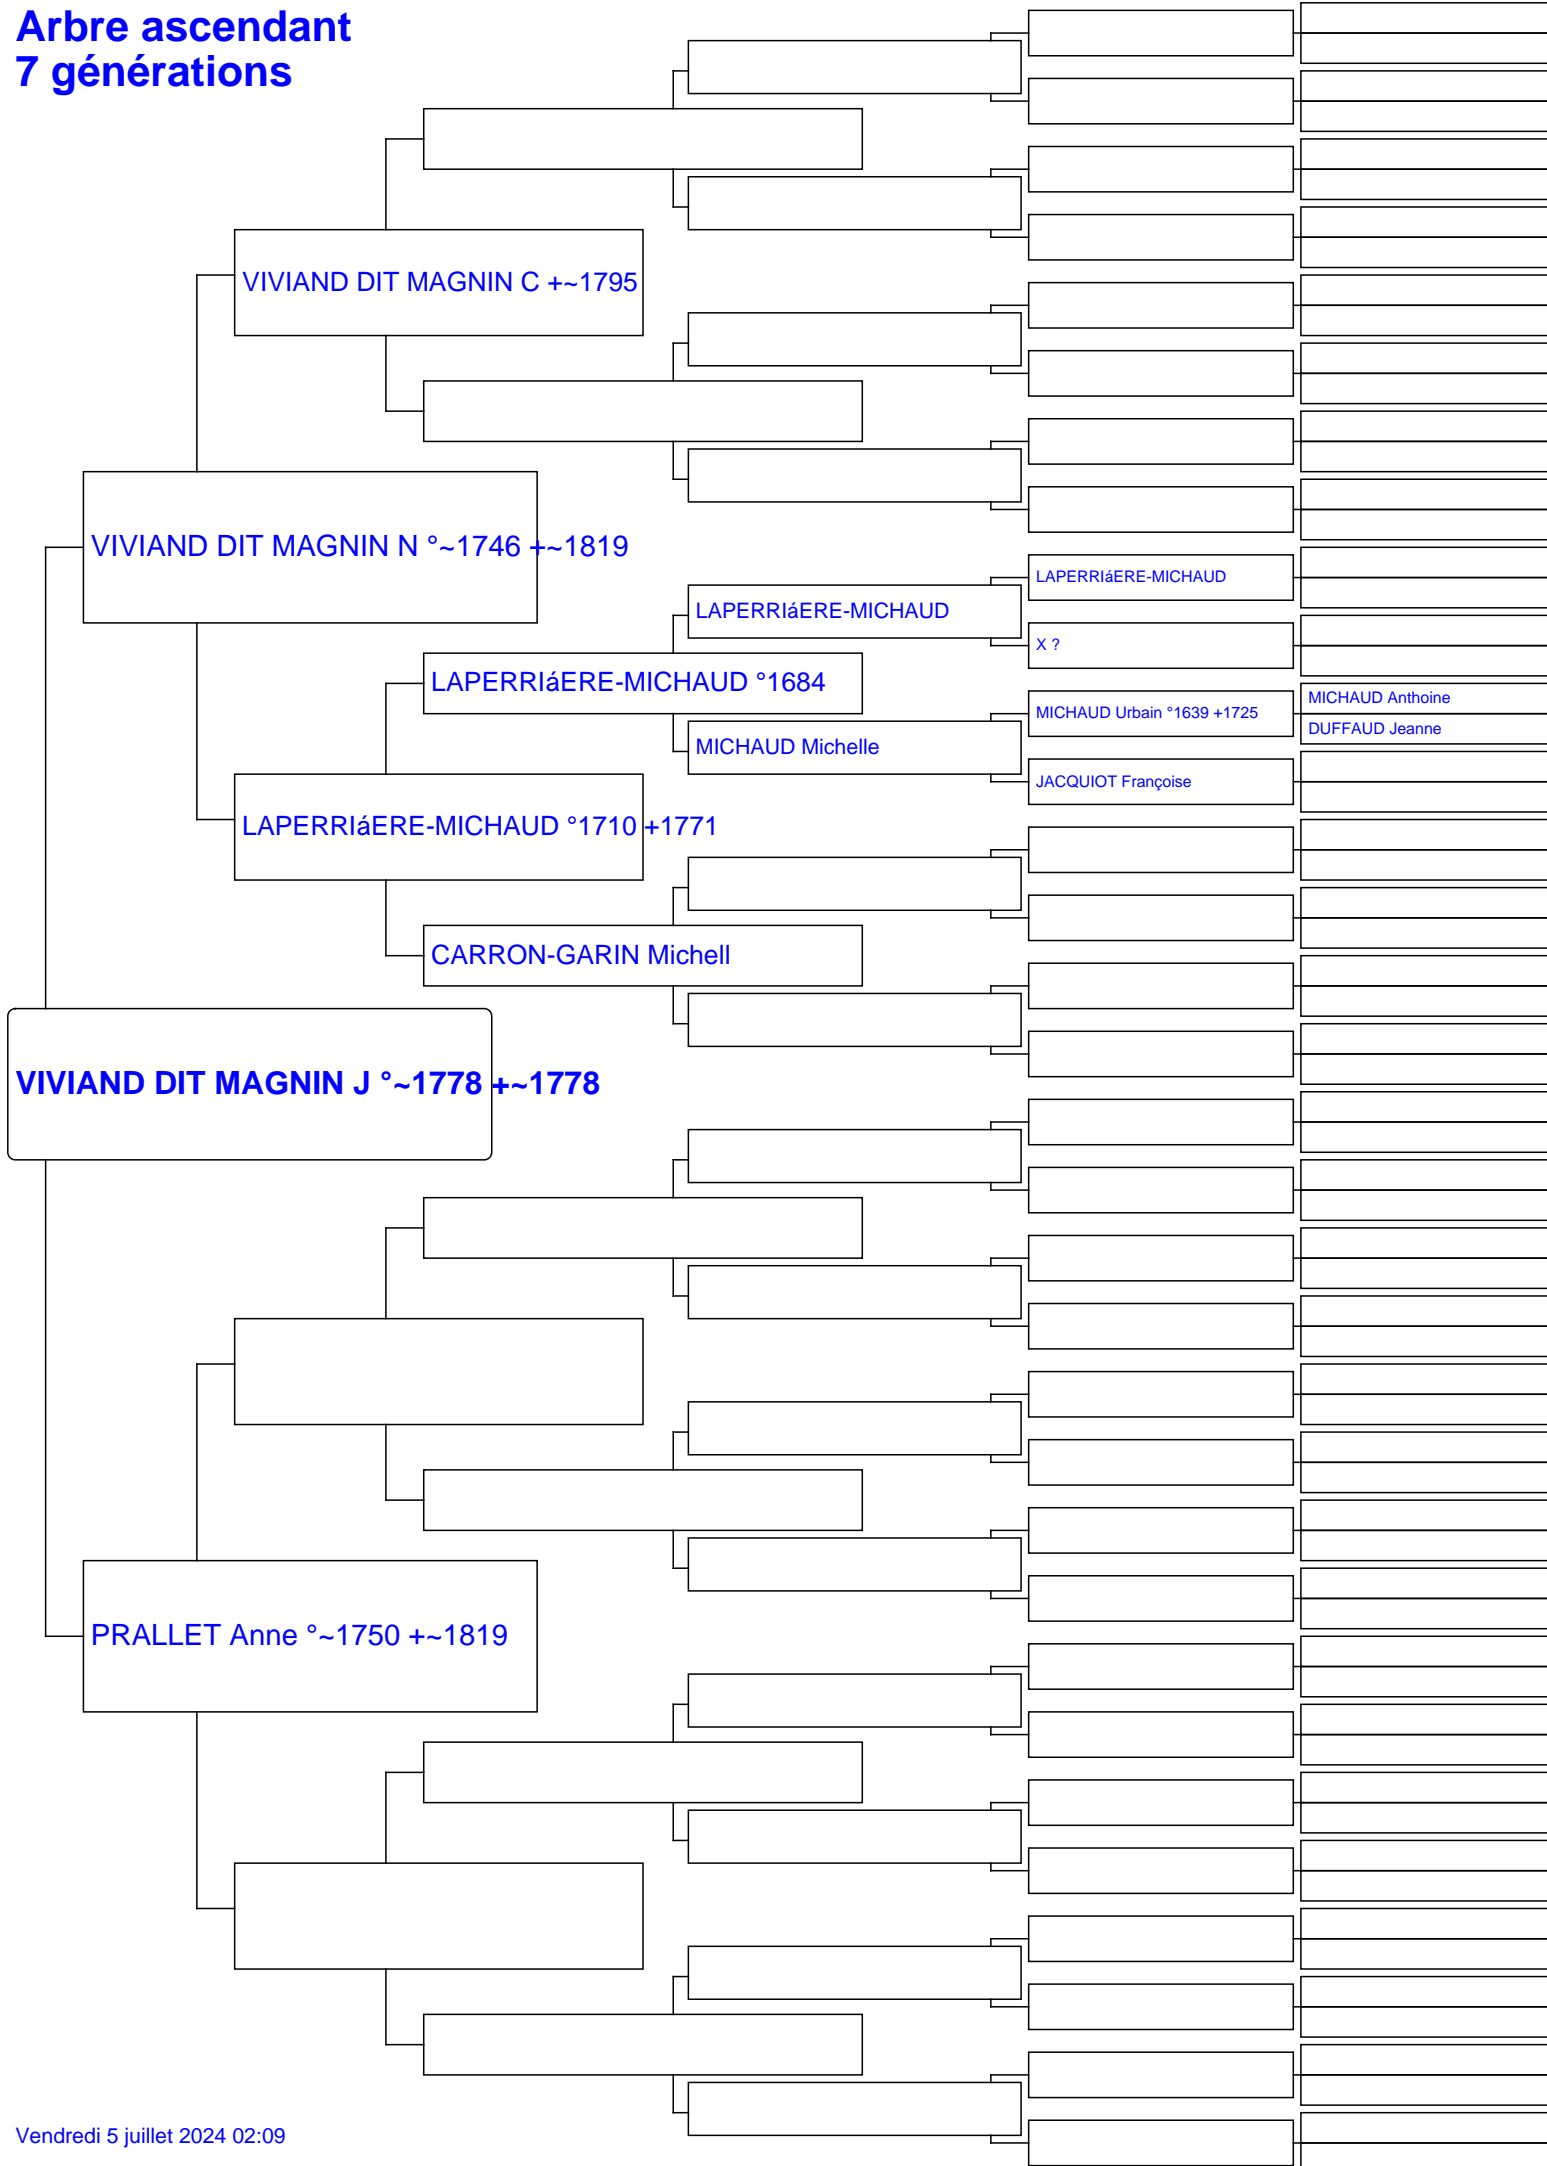 Arbre ascendant
7 générations
VIVIAND DIT MAGNIN C +~1795
VIVIAND DIT MAGNIN N °~1746 +~1819
LAPERRIáERE-MICHAUD
LAPERRIáERE-MICHAUD
X ?
LAPERRIáERE-MICHAUD °1684
MICHAUD Anthoine
MICHAUD Urbain °1639 +1725
DUFFAUD Jeanne
MICHAUD Michelle
JACQUIOT Françoise
LAPERRIáERE-MICHAUD °1710 +1771
CARRON-GARIN Michell
VIVIAND DIT MAGNIN J °~1778 +~1778
PRALLET Anne °~1750 +~1819
Vendredi 5 juillet 2024 02:09